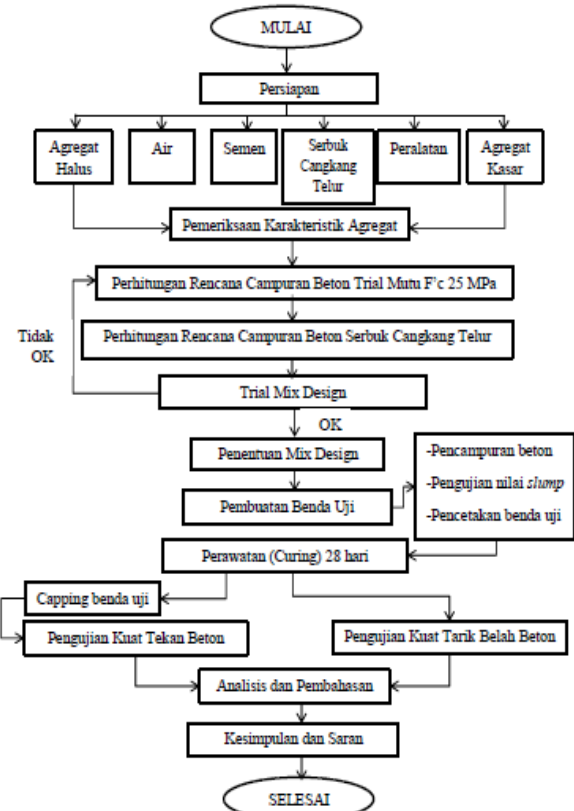 MULAI
Persiapan
Agregat
Halus
Air
Semen
Serbuk
Cangkang
Telur
Peralatan
Agregat
Kasar
Pemeriksaan Karakteristik Agregat
Perhitungan Rencana Campuran Beton Trial Mutu F'c 25 MPa
Tidak
OK
Perhitungan Rencana Campuran Beton Serbuk Cangkang Telur
Trial Mix Design
OK
Penentuan Mix Design
-Pencampuran beton
-Pengujian nilai slump
-Pencetakan benda uji
Pembuatan Benda Uji
Perawatan (Curing) 28 hari
Capping benda uji
Pengujian Kuat Tekan Beton
Pengujian Kuat Tarik Belah Beton
Analisis dan Pembahasan
Kesimpulan dan Saran
SELESAI